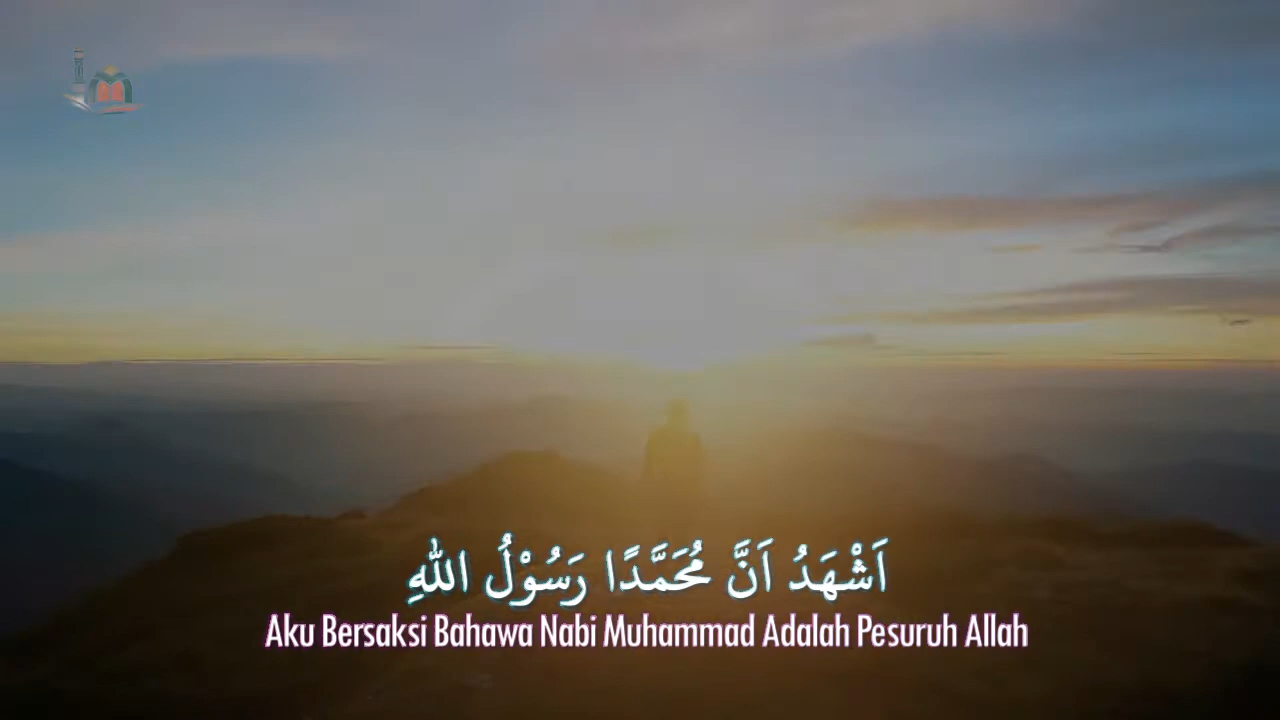 اَشْهَدُ اَنَّ مُحَمَّدًا رَسُوْلُ اللهِ
Aku Bersaksi Bahawa Nabi Muhammad Adalah Pesuruh Allah